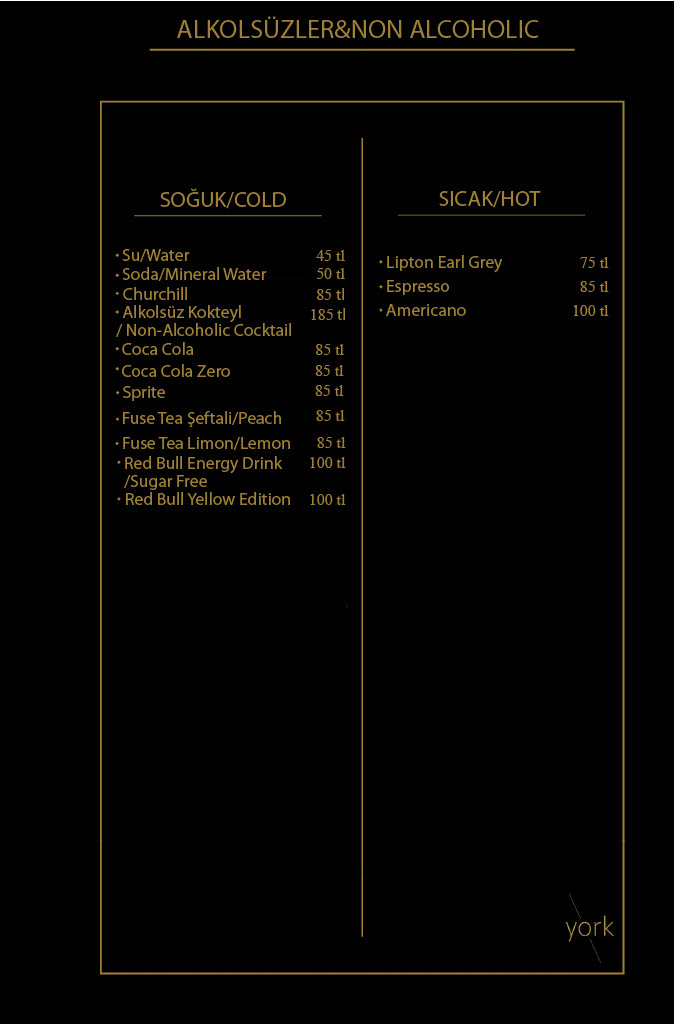 ALKOLSÜZLER&NON ALCOHOLIC
SOĞUK/COLD
• Su/Water 45 tl
• Soda/Mineral Water 50 tl
• Churchill 85 tl
• Alkolsüz Kokteyl 185 tl
/ Non-Alcoholic Cocktail
• Coca Cola 85 tl
• Coca Cola Zero 85 tl
• Sprite 85 tl
• Fuse Tea Şeftali/Peach 85 tl
• Fuse Tea Limon/Lemon 85 tl
• Red Bull Energy Drink 100 tl
/Sugar Free
• Red Bull Yellow Edition 100 tl
SICAK/HOT
• Lipton Earl Grey 75 tl
• Espresso 85 tl
• Americano 100 tl
york